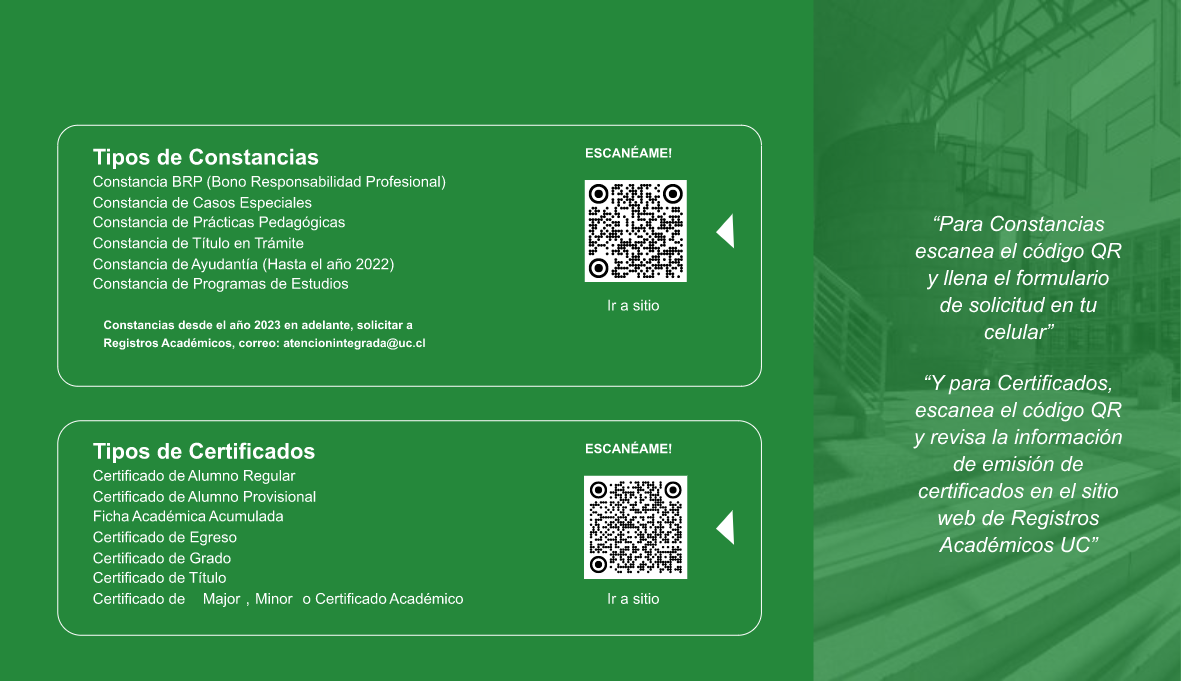 Tipos de Constancias
Constancia BRP (Bono Responsabilidad Profesional)
Constancia de Casos Especiales
Constancia de Prácticas Pedagógicas
Constancia de Título en Trámite
Constancia de Ayudantía (Hasta el año 2022)
Constancia de Programas de Estudios
Constancias desde el año 2023 en adelante, solicitar a
Registros Académicos, correo: atencionintegrada@uc.cl
ESCANÉAME!
Ir a sitio
Tipos de Certificados
Certificado de Alumno Regular
Certificado de Alumno Provisional
Ficha Académica Acumulada
Certificado de Egreso
Certificado de Grado
Certificado de Título
Certificado de Major , Minor o Certificado Académico
ESCANÉAME!
Ir a sitio
“Para Constancias
escanea el código QR
y llena el formulario
de solicitud en tu
celular”
“Y para Certificados,
escanea el código QR
y revisa la información
de emisión de
certificados en el sitio
web de Registros
Académicos UC”